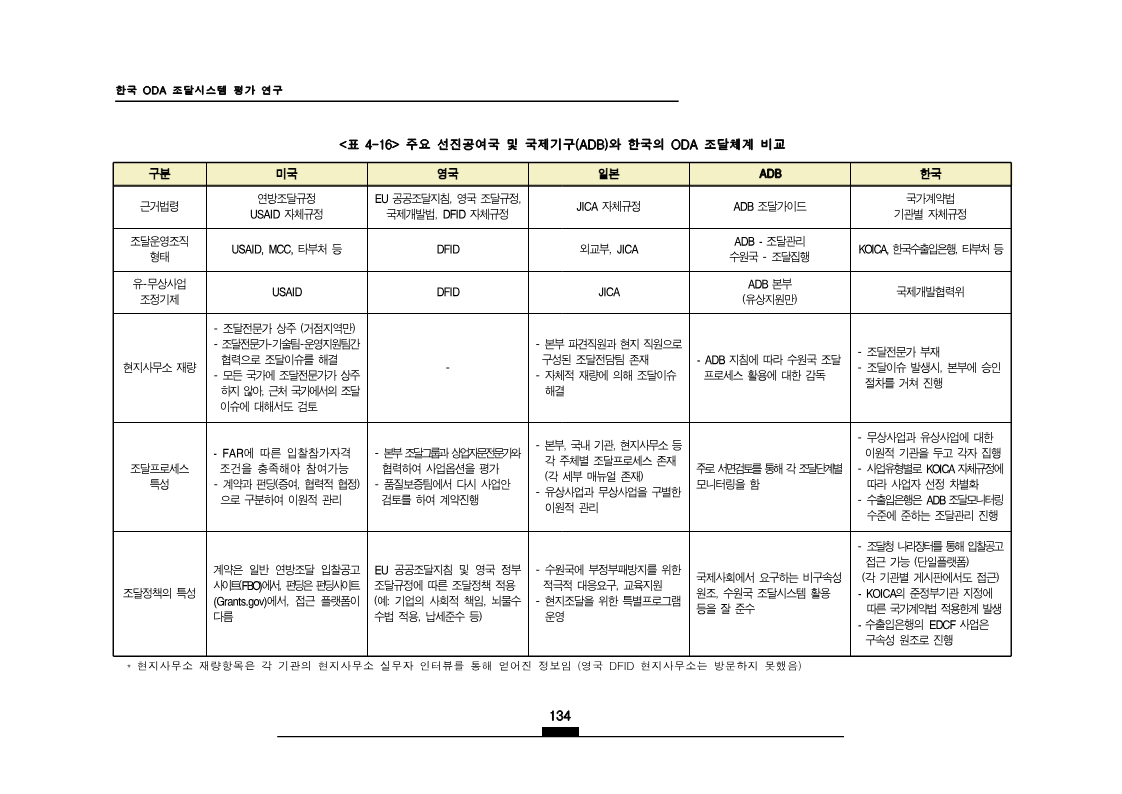 한국 ODA 조달시스템 평가 연구
<표 4-16> 주요 선진공여국 및 국제기구(ADB)와 한국의 ODA 조달체계 비교
구분
미국
영국
일본
ADB
한국
근거법령
연방조달규정
USAID 자체규정
EU 공공조달지침, 영국 조달규정,
국제개발법, DFID 자체규정
JICA 자체규정
ADB 조달가이드
국가계약법
기관별 자체규정
조달운영조직
형태
USAID, MCC, 타부처 등
DFID
외교부, JICA
ADB - 조달관리
수원국 - 조달집행
KOICA, 한국수출입은행, 타부처 등
유-무상사업
조정기제
USAID
DFID
JICA
ADB 본부
(유상지원만)
국제개발협력위
현지사무소 재량
- 조달전문가 상주 (거점지역만)
- 조달전문가-기술팀-운영지원팀간
협력으로 조달이슈를 해결
- 모든 국가에 조달전문가가 상주
하지 않아, 근처 국가에서의 조달
이슈에 대해서도 검토
-
- 본부 파견직원과 현지 직원으로
구성된 조달전담팀 존재
- 자체적 재량에 의해 조달이슈
해결
- ADB 지침에 따라 수원국 조달
프로세스 활용에 대한 감독
- 조달전문가 부재
- 조달이슈 발생시, 본부에 승인
절차를 거쳐 진행
조달프로세스
특성
- FAR에 따른 입찰참가자격
조건을 충족해야 참여가능
- 계약과 펀딩(증여, 협력적 협정)
으로 구분하여 이원적 관리
- 본부 조달그룹과 상업자문전문가와
협력하여 사업옵션을 평가
- 품질보증팀에서 다시 사업안
검토를 하여 계약진행
- 본부, 국내 기관, 현지사무소 등
각 주체별 조달프로세스 존재
(각 세부 매뉴얼 존재)
- 유상사업과 무상사업을 구별한
이원적 관리
주로 서면검토를 통해 각 조달단계별
모니터링을 함
- 무상사업과 유상사업에 대한
이원적 기관을 두고 각자 집행
- 사업유형별로 KOICA 자체규정에
따라 사업자 선정 차별화
- 수출입은행은 ADB 조달모니터링
수준에 준하는 조달관리 진행
조달정책의 특성
계약은 일반 연방조달 입찰공고
사이트(FBO)에서, 펀딩은 펀딩사이트
(Grants.gov)에서, 접근 플랫폼이
다름
EU 공공조달지침 및 영국 정부
조달규정에 따른 조달정책 적용
(예: 기업의 사회적 책임, 뇌물수
수법 적용, 납세준수 등)
- 수원국에 부정부패방지를 위한
적극적 대응요구, 교육지원
- 현지조달을 위한 특별프로그램
운영
국제사회에서 요구하는 비구속성
원조, 수원국 조달시스템 활용
등을 잘 준수
- 조달청 나라장터를 통해 입찰공고
접근 가능 (단일플랫폼)
(각 기관별 게시판에서도 접근)
- KOICA의 준정부기관 지정에
따른 국가계약법 적용한계 발생
- 수출입은행의 EDCF 사업은
구속성 원조로 진행
* 현지사무소 재량항목은 각 기관의 현지사무소 실무자 인터뷰를 통해 얻어진 정보임 (영국 DFID 현지사무소는 방문하지 못했음)
134